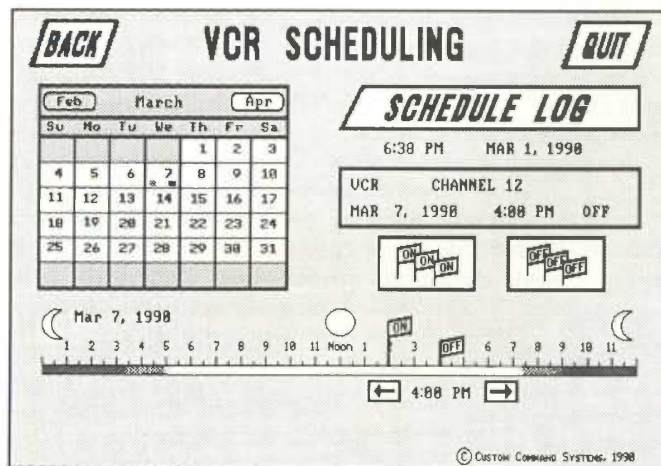 BACK VCR SCHEDULING QUIT
Feb March Apr
Su Mo Tu We Th Fr Sa
1 2 3
4 5 6 7 8 9 10
11 12 13 14 15 16 17
18 19 20 21 22 23 24
25 26 27 28 29 30 31
SCHEDULE LOG
6:38 PM MAR 1, 1990
VCR CHANNEL 12
MAR 7, 1990 4:00 PM OFF
ON ON ON OFF OFF OFF
Mar 7, 1990
ON OFF
1 2 3 4 5 6 7 8 9 10 11 Noon 1 3 6 7 8 9 10 11
4:00 PM
© CUSTOM COMMAND SYSTEMS, 1990